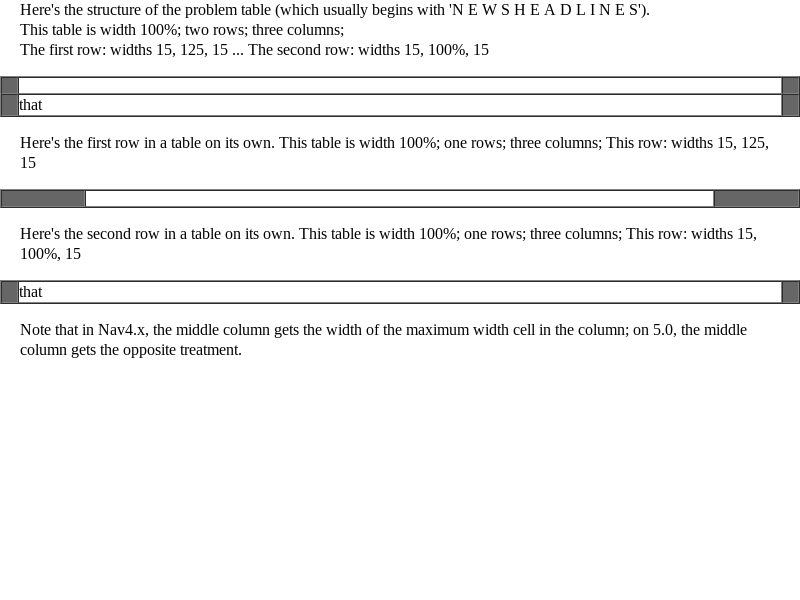 Here's the structure of the problem table (which usually begins with 'N E W S H E A D L I N E S').
This table is width 100%; two rows; three columns;
The first row: widths 15, 125, 15 ... The second row: widths 15, 100%, 15
that
Here's the first row in a table on its own. This table is width 100%; one rows; three columns; This row: widths 15, 125,
15
Here's the second row in a table on its own. This table is width 100%; one rows; three columns; This row: widths 15,
100%, 15
that
Note that in Nav4.x, the middle column gets the width of the maximum width cell in the column; on 5.0, the middle
column gets the opposite treatment.